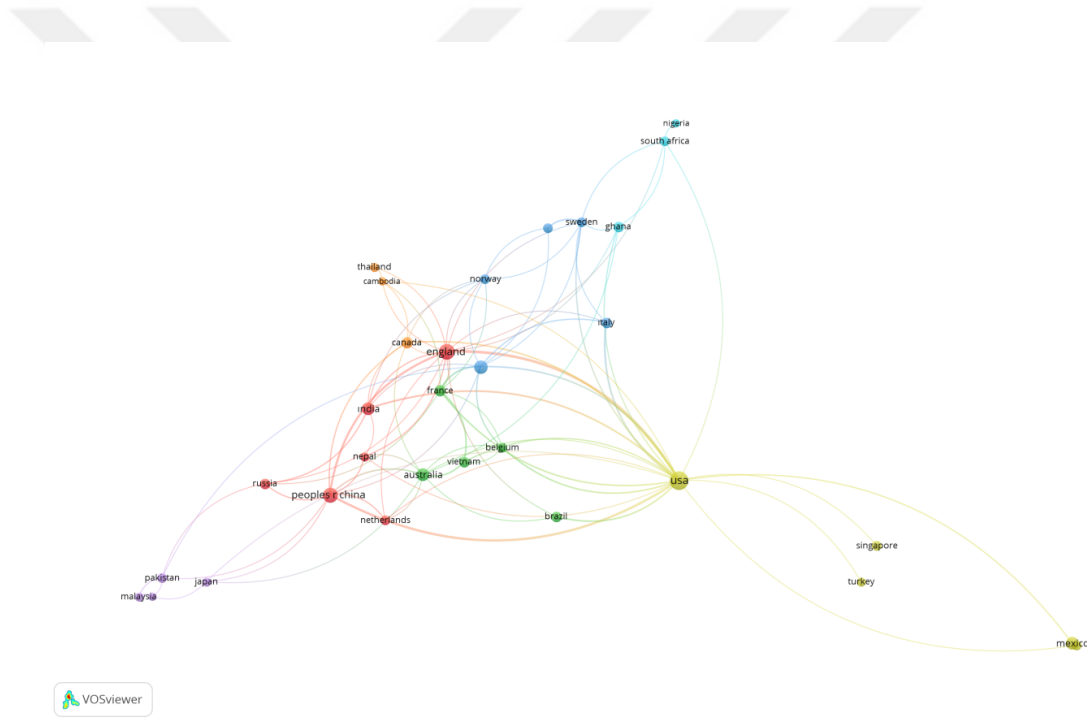 nigeria
south africa
sweden
ghana
thailand
norway
cambodia
italy
canada
england
france
india
belgium
nepal
vietnam
australia
usa
russia
peoples r china
netherlands
brazil
singapore
pakistan
japan
turkey
malaysia
mexico
VOSviewer